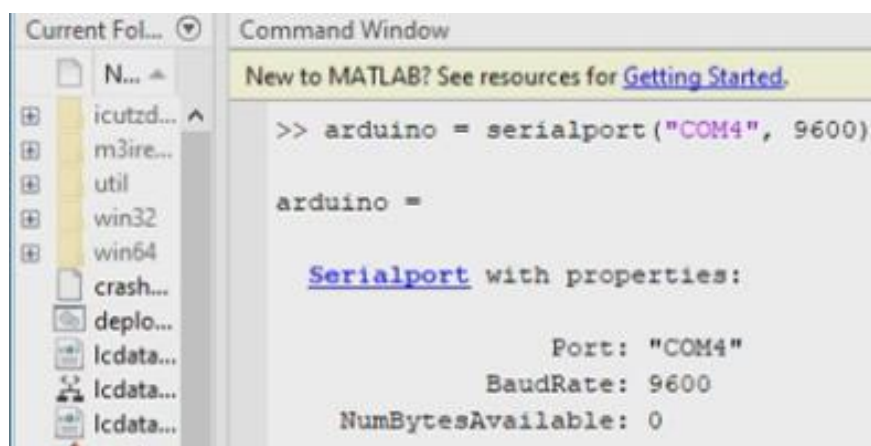 Current Fol...
N...
icutzd...
m3ire...
util
win32
win64
crash...
deplo...
lcdata...
lcdata...
lcdata...
Command Window
New to MATLAB? See resources for Getting Started.
>> arduino = serialport("COM4", 9600)
arduino =
Serialport with properties:
Port: "COM4"
BaudRate: 9600
NumBytesAvailable: 0